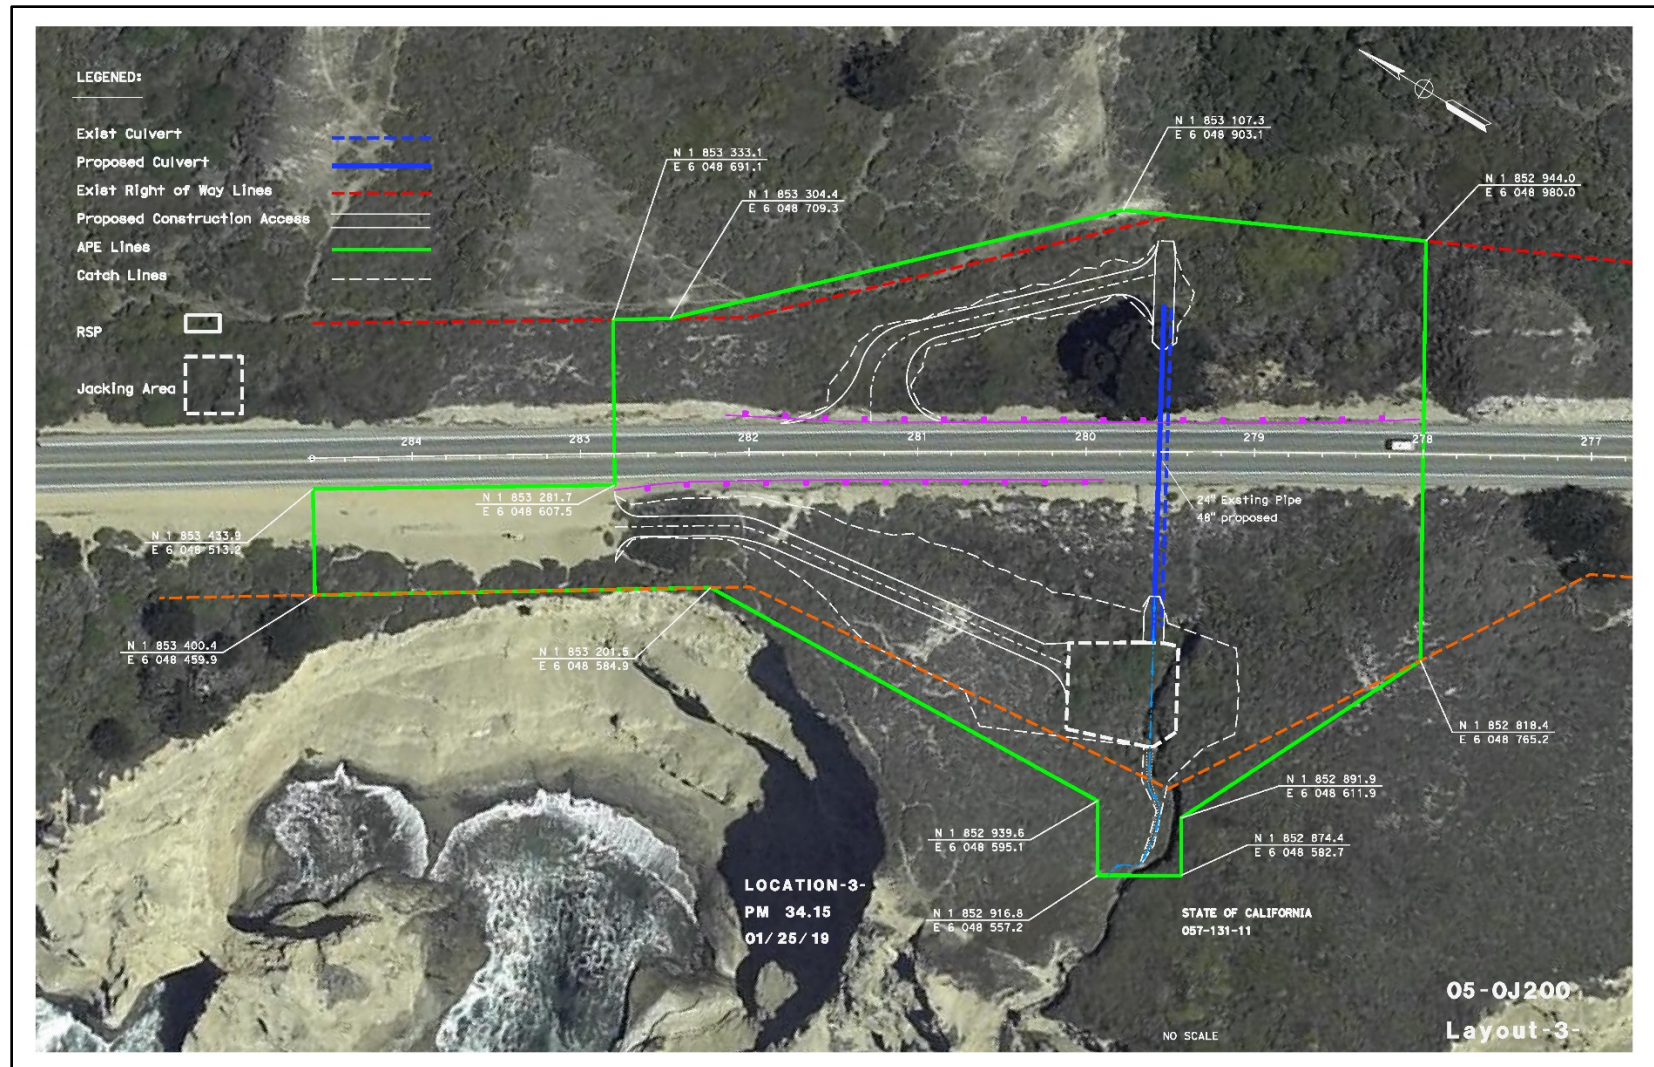 LEGENED:
Exist Culvert
Proposed Culvert
Exist Right of Way Lines
Proposed Construction Access
APE Lines
Catch Lines
RSP
Jacking Area
N 1 853 107.3
E 6 048 903.1
N 1 853 333.1
E 6 048 691.1
N 1 853 304.4
E 6 048 709.3
N 1 852 944.0
E 6 048 980.0
284
283
282
281
280
279
278
277
N 1 853 281.7
E 6 048 607.5
24" Existing Pipe
48" proposed
N 1 853 433.9
E 6 048 513.2
N 1 853 400.4
E 6 048 459.9
N 1 853 201.5
E 6 048 584.9
N 1 852 818.4
E 6 048 765.2
N 1 852 891.9
E 6 048 611.9
N 1 852 939.6
E 6 048 595.1
N 1 852 874.4
E 6 048 582.7
LOCATION-3-
PM 34.15
01/25/19
N 1 852 916.8
E 6 048 557.2
STATE OF CALIFORNIA
057-131-11
05-0J200
Layout-3-
NO SCALE